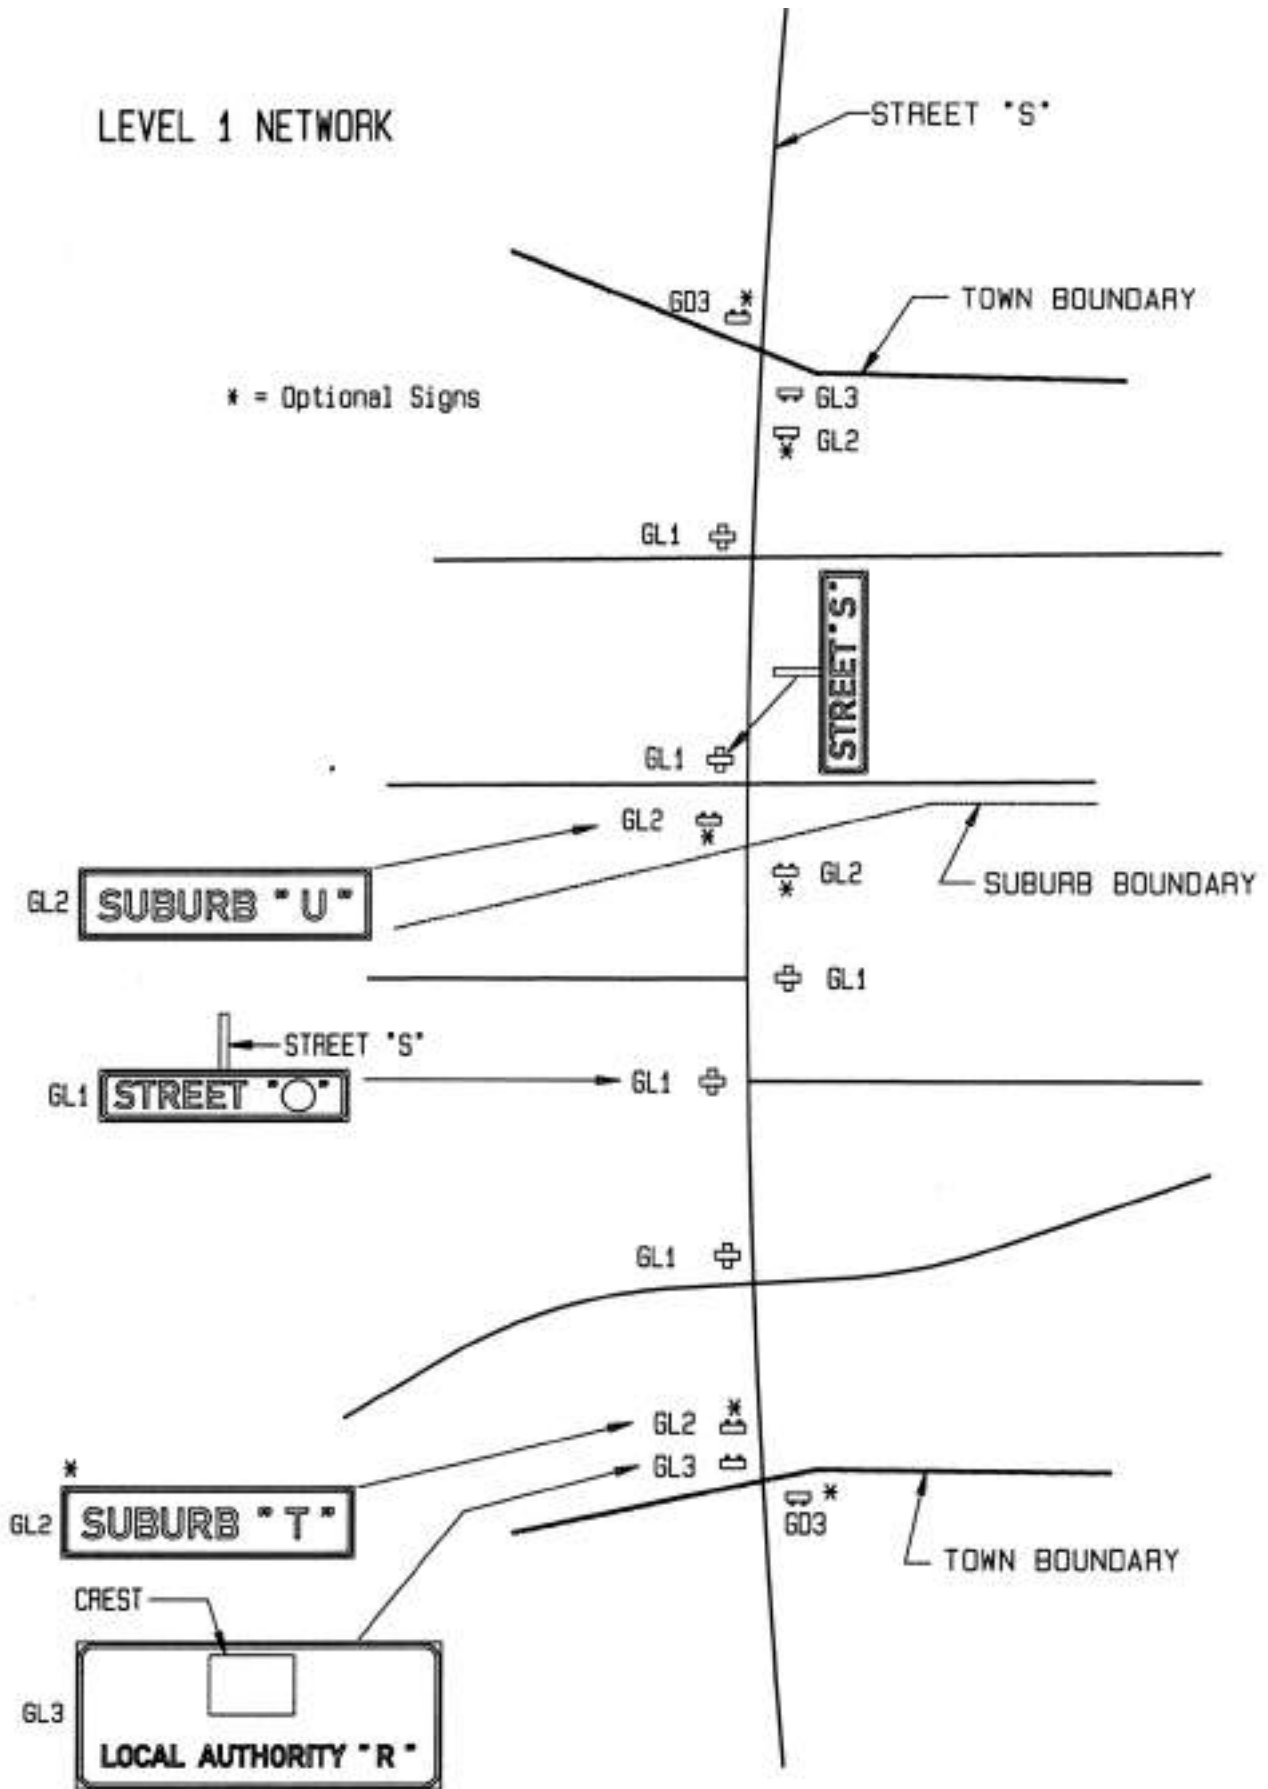 STREET "S"
LEVEL 1 NETWORK
GD3 *
TOWN BOUNDARY
* = Optional Signs
GL3
GL2
*
GL1
STREET "S"
GL1
GL2
*
GL2
*
SUBURB BOUNDARY
GL2 SUBURB "U"
GL1
STREET "S"
GL1 STREET "O"
GL1
GL1
*
GL2
GL3
*
GL2 SUBURB "T"
*
GD3
TOWN BOUNDARY
CREST
GL3
LOCAL AUTHORITY "R"